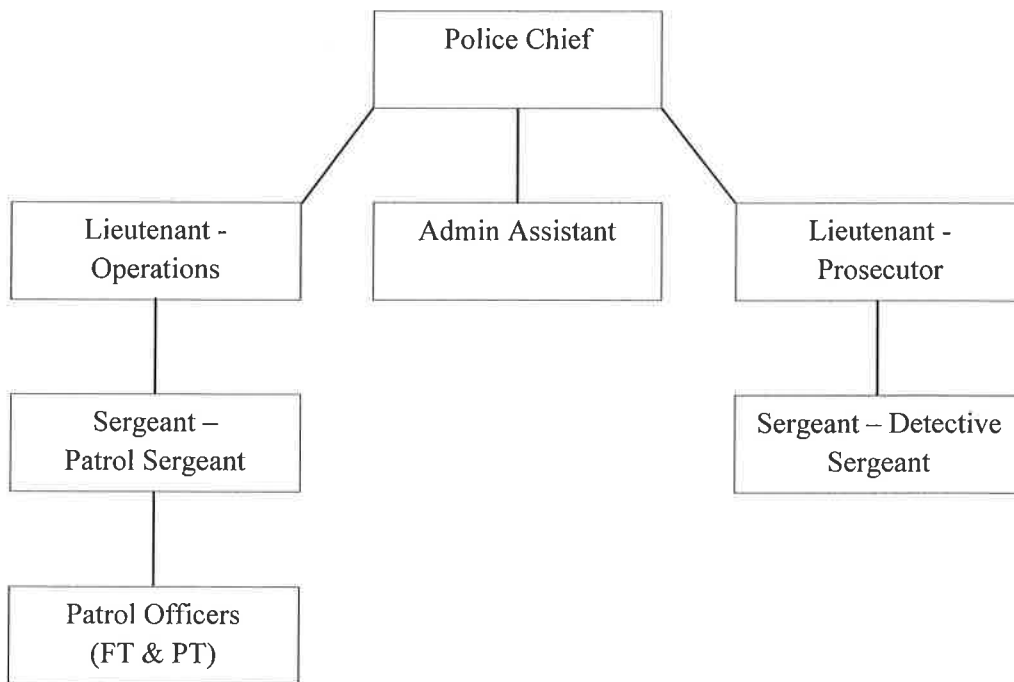 Police Chief
Lieutenant -
Operations
Admin Assistant
Lieutenant -
Prosecutor
Sergeant –
Patrol Sergeant
Sergeant – Detective
Sergeant
Patrol Officers
(FT & PT)